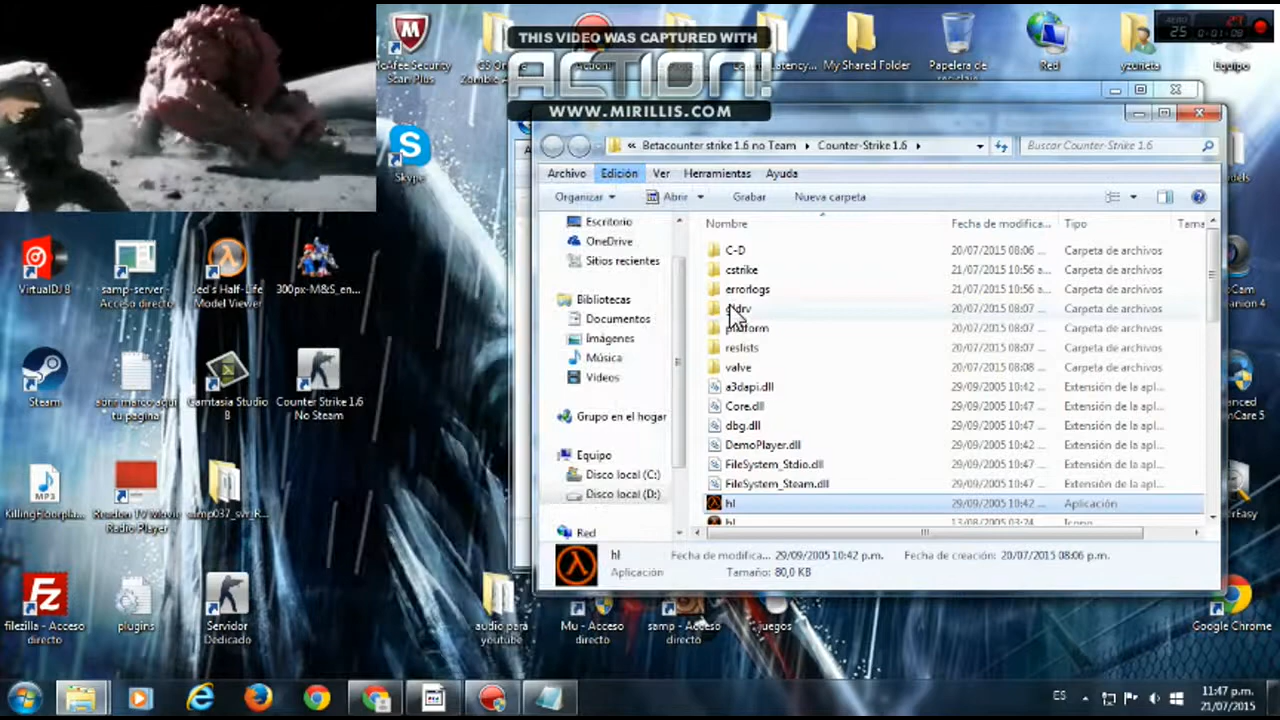 THIS VIDEO WAS CAPTURED WITH
ACTION!
WWW.MIRILLIS.COM
25
McAfee Security
Scan Plus
My Shared Folder
Papelera de
reciclaje
Red
yzurieta
Equipo
Skype
VirtualDJ 8
samp-server -
Acceso directo
Jed's Half-Life
Model Viewer
300px-M&S_en...
Steam
abrir marco aqui
tu pagina
Camtasia Studio
8
Counter Strike 1.6
No Steam
KillingFloorpla...
Readon TV Movie
Radio Player
samp037_svr_R...
filezilla - Acceso
directo
plugins
Servidor
Dedicado
audio para
youtube
Mu - Acceso
directo
samp - Acceso
directo
juegos
Google Chrome
« Betacounter strike 1.6 no Team
Counter-Strike 1.6
Buscar Counter-Strike 1.6
Archivo Edición Ver Herramientas Ayuda
Organizar Abrir Grabar Nueva carpeta
Escritorio
OneDrive
Sitios recientes
Bibliotecas
Documentos
Imágenes
Música
Vídeos
Grupo en el hogar
Equipo
Disco local (C:)
Disco local (D:)
Red
Nombre Fecha de modifica... Tipo Tama
C-D 20/07/2015 08:06 Carpeta de archivos
cstrike 21/07/2015 10:56 a... Carpeta de archivos
errorlogs 21/07/2015 10:56 a... Carpeta de archivos
gldrv 20/07/2015 08:07 ... Carpeta de archivos
platform 20/07/2015 08:07 ... Carpeta de archivos
reslists 20/07/2015 08:07 ... Carpeta de archivos
valve 20/07/2015 08:08 ... Carpeta de archivos
a3dapi.dll 29/09/2005 10:42 ... Extensión de la apl...
Core.dll 29/09/2005 10:47 ... Extensión de la apl...
dbg.dll 29/09/2005 10:47 ... Extensión de la apl...
DemoPlayer.dll 29/09/2005 10:42 ... Extensión de la apl...
FileSystem_Stdio.dll 29/09/2005 10:47 ... Extensión de la apl...
FileSystem_Steam.dll 29/09/2005 10:47 ... Extensión de la apl...
hl 29/09/2005 10:42 ... Aplicación
hl 13/08/2005 03:24 ... Icono
hl Fecha de modifica... 29/09/2005 10:42 p.m. Fecha de creación: 20/07/2015 08:06 p.m.
Aplicación Tamaño: 80,0 KB
ES
11:47 p.m.
21/07/2015